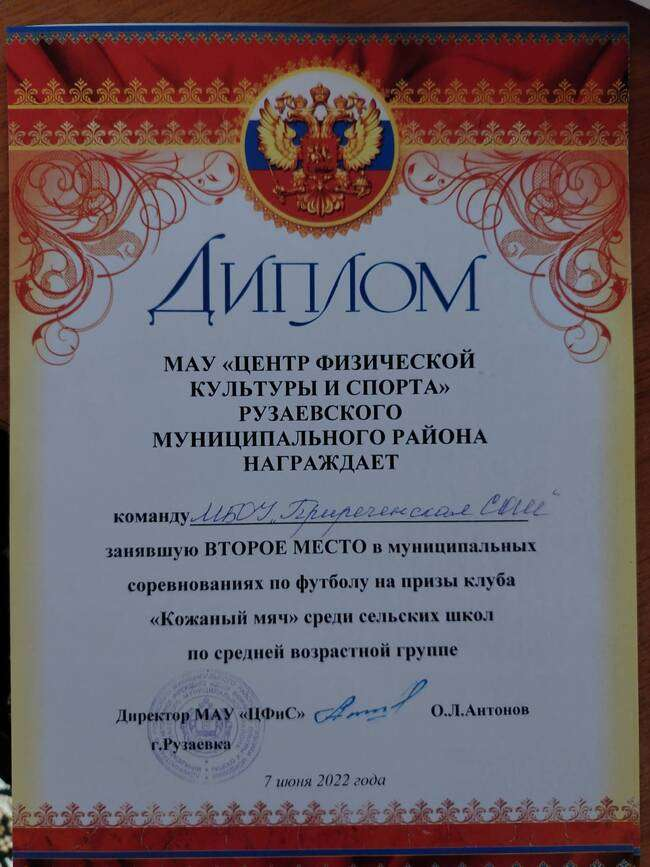 ДИПЛОМ
МАУ «ЦЕНТР ФИЗИЧЕСКОЙ
КУЛЬТУРЫ И СПОРТА»
РУЗАЕВСКОГО
МУНИЦИПАЛЬНОГО РАЙОНА
НАГРАЖДАЕТ
команду МБОУ „Приреченская СОШ"
занявшую ВТОРОЕ МЕСТО в муниципальных
соревнованиях по футболу на призы клуба
«Кожаный мяч» среди сельских школ
по средней возрастной группе
Директор МАУ «ЦФиС» О.Л.Антонов
г.Рузаевка
7 июня 2022 года